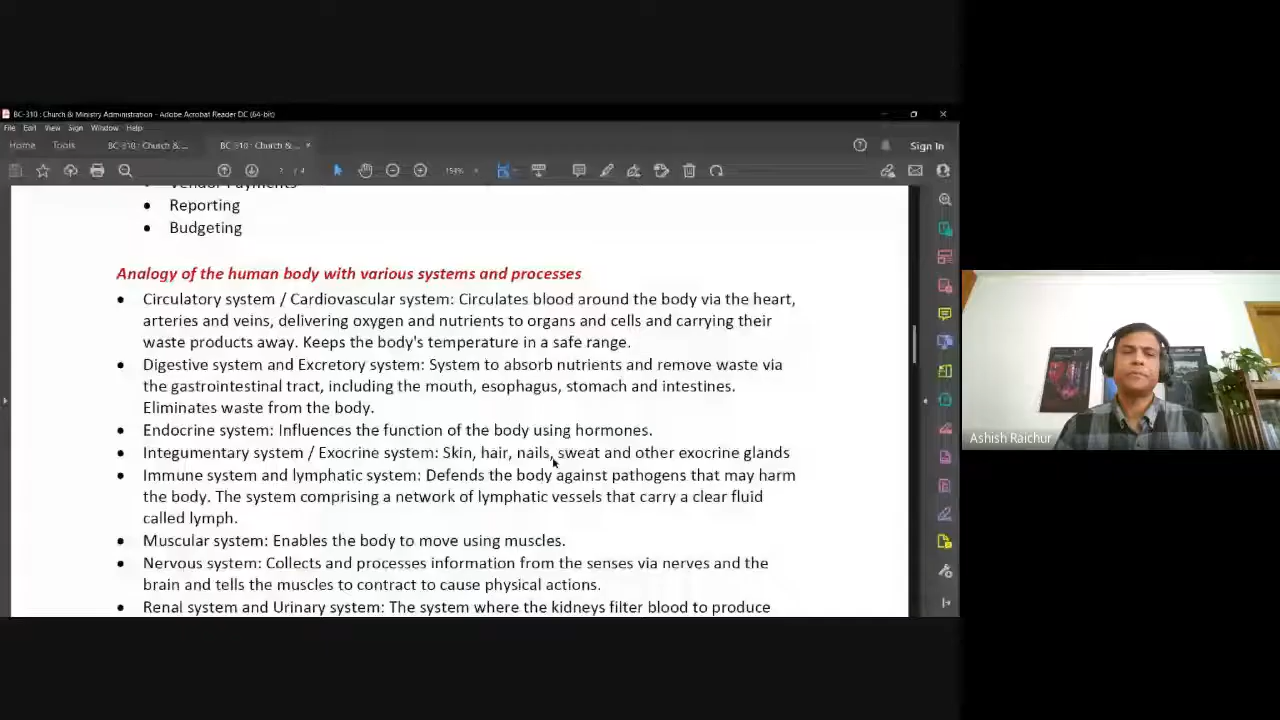 BC-310 : Church & Ministry Administration - Adobe Acrobat Reader DC (64-bit)
File Edit View Sign Window Help
Home Tools BC-310 : Church & ... BC-310 : Church & ... × Sign In
154%
Vendor Payments
• Reporting
• Budgeting
Analogy of the human body with various systems and processes
• Circulatory system / Cardiovascular system: Circulates blood around the body via the heart,
arteries and veins, delivering oxygen and nutrients to organs and cells and carrying their
waste products away. Keeps the body's temperature in a safe range.
• Digestive system and Excretory system: System to absorb nutrients and remove waste via
the gastrointestinal tract, including the mouth, esophagus, stomach and intestines.
Eliminates waste from the body.
• Endocrine system: Influences the function of the body using hormones.
• Integumentary system / Exocrine system: Skin, hair, nails, sweat and other exocrine glands
• Immune system and lymphatic system: Defends the body against pathogens that may harm
the body. The system comprising a network of lymphatic vessels that carry a clear fluid
called lymph.
• Muscular system: Enables the body to move using muscles.
• Nervous system: Collects and processes information from the senses via nerves and the
brain and tells the muscles to contract to cause physical actions.
• Renal system and Urinary system: The system where the kidneys filter blood to produce
Ashish Raichur